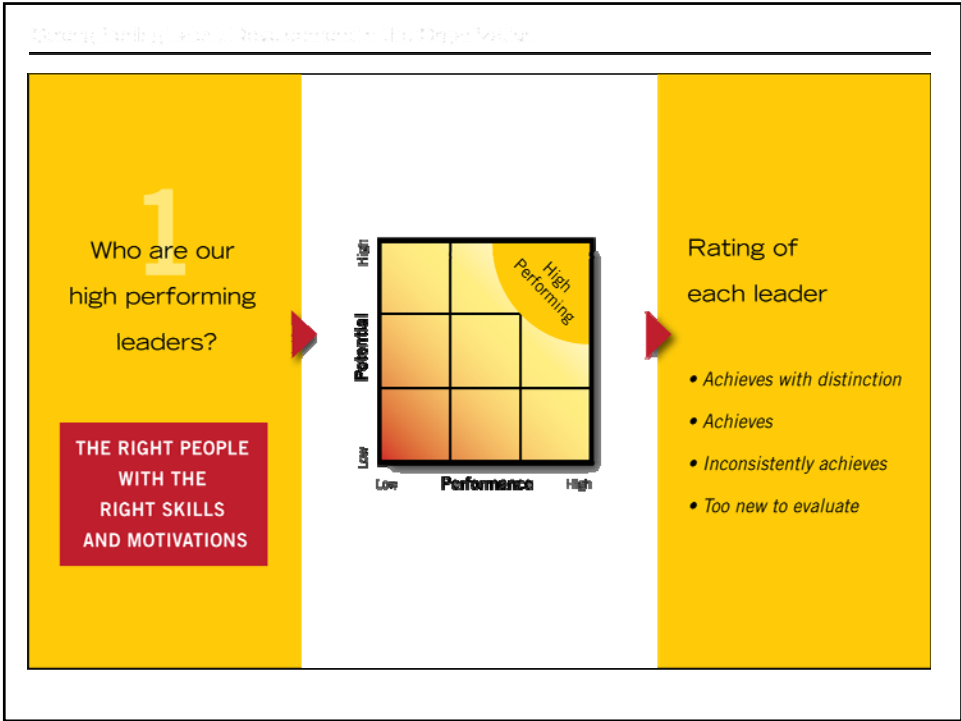 1
Who are our
high performing
leaders?
THE RIGHT PEOPLE
WITH THE
RIGHT SKILLS
AND MOTIVATIONS
High
Potential
Low
High
Performing
Low
Performance
High
Rating of
each leader
• Achieves with distinction
• Achieves
• Inconsistently achieves
• Too new to evaluate